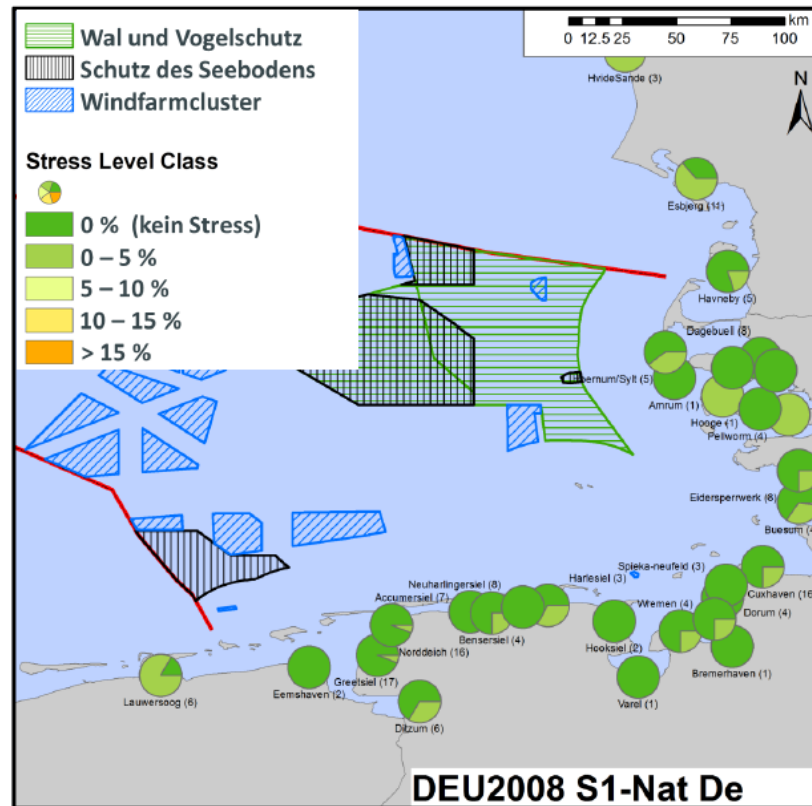 Wal und Vogelschutz
Schutz des Seebodens
Windfarmcluster
Stress Level Class
0 % (kein Stress)
0 – 5 %
5 – 10 %
10 – 15 %
> 15 %
km
0 12.5 25 50 75 100
N
HvideSande (3)
Esbjerg (11)
Havneby (5)
Dagebuell (8)
Amrum (1)
Hooge (1)
Pellworm (4)
Eidersperrwerk (8)
Spieka-neufeld (3)
Harlesiel (3)
Neuharlingersiel (8)
Accumersiel (7)
Cuxhaven (16
Wremen (4)
Dorum (4)
Bensersiel (4)
Norddeich (16)
Hooksiel (2)
Bremerhaven (1)
Greetsiel (17)
Eemshaven (2)
Lauwersoog (6)
Varel (1)
Ditzum (6)
DEU2008 S1-Nat De